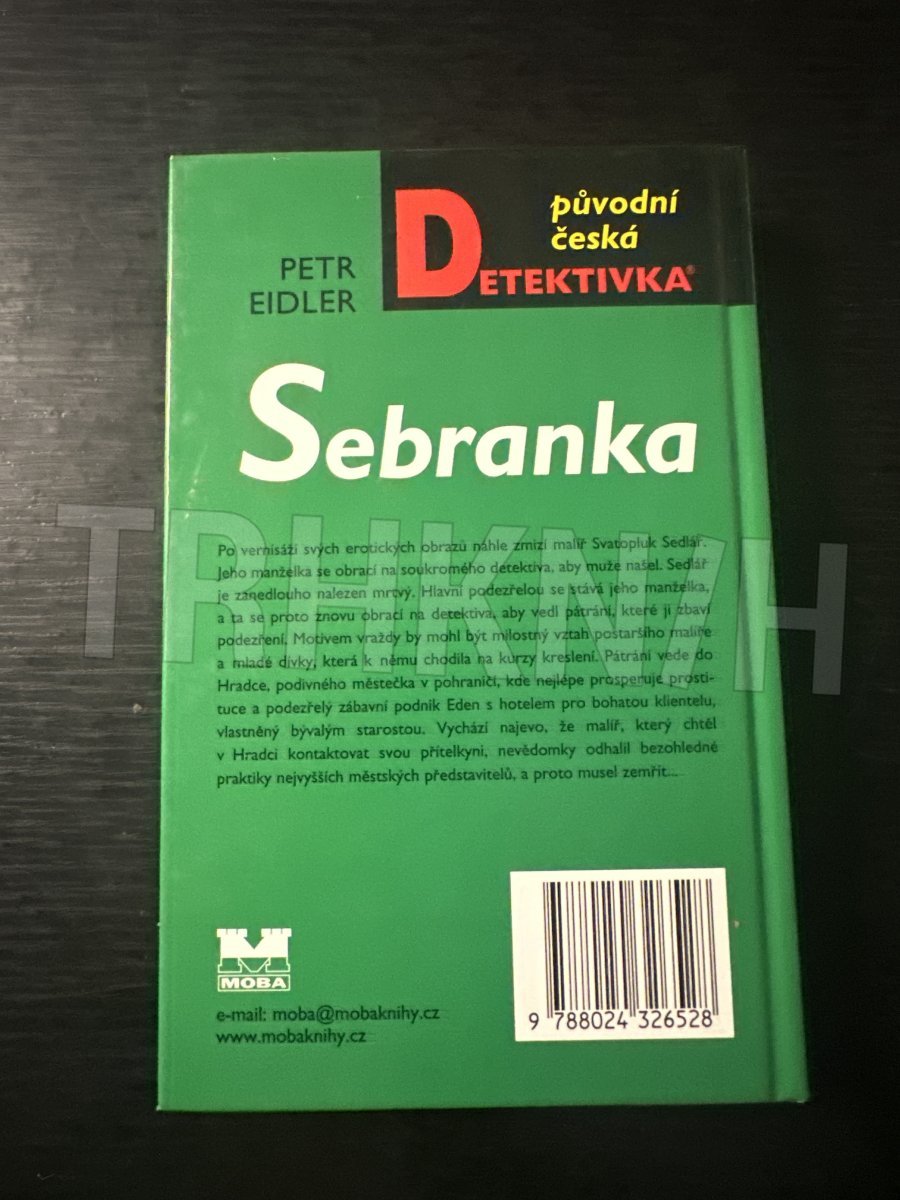 PETR
EIDLER
původní
česká
DETEKTIVKA®
Sebranka
Po vernisáži svých erotických obrazů náhle zmizí malíř Svatopluk Sedlář.
Jeho manželka se obrací na soukromého detektiva, aby muže našel. Sedlář
je zanedlouho nalezen mrtvý. Hlavní podezřelou se stává jeho manželka,
a ta se proto znovu obrací na detektiva, aby vedl pátrání, které ji zbaví
podezření. Motivem vraždy by mohl být milostný vztah postaršího malíře
a mladé dívky, která k němu chodila na kurzy kreslení. Pátrání vede do
Hradce, podivného městečka v pohraničí, kde nejlépe prosperuje prosti-
tuce a podezřelý zábavní podnik Eden s hotelem pro bohatou klientelu,
vlastněný bývalým starostou. Vychází najevo, že malíř, který chtěl
v Hradci kontaktovat svou přítelkyni, nevědomky odhalil bezohledné
praktiky nejvyšších městských představitelů, a proto musel zemřít...
TRHKNIH
MOBA
e-mail: moba@mobaknihy.cz
www.mobaknihy.cz
9 788024 326528